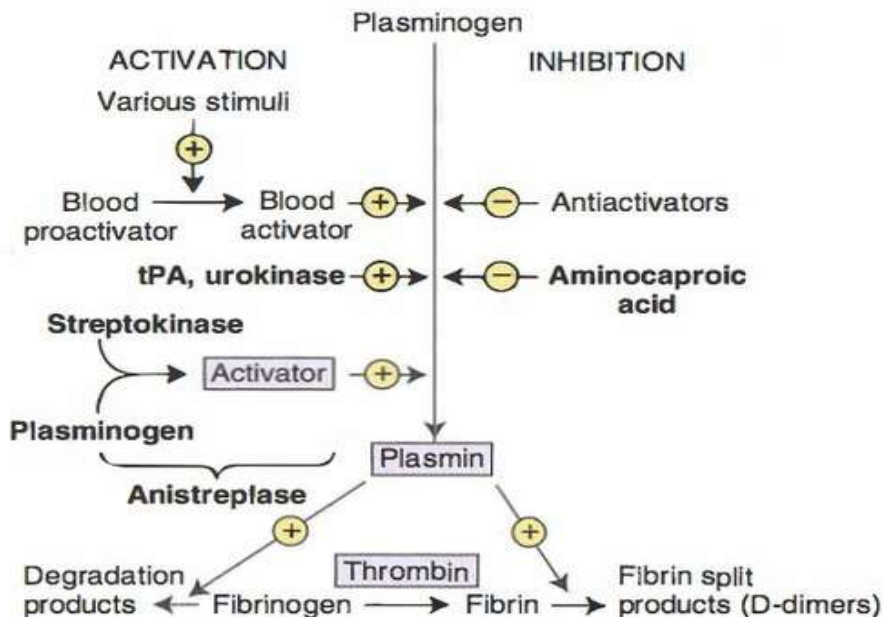 Plasminogen
ACTIVATION
INHIBITION
Various stimuli
+
Blood proactivator
Blood activator
+
−
Antiactivators
tPA, urokinase
+
−
Aminocaproic acid
Streptokinase
Activator
+
Plasminogen
Plasmin
Anistreplase
+
+
Thrombin
Degradation products
Fibrinogen
Fibrin
Fibrin split products (D-dimers)